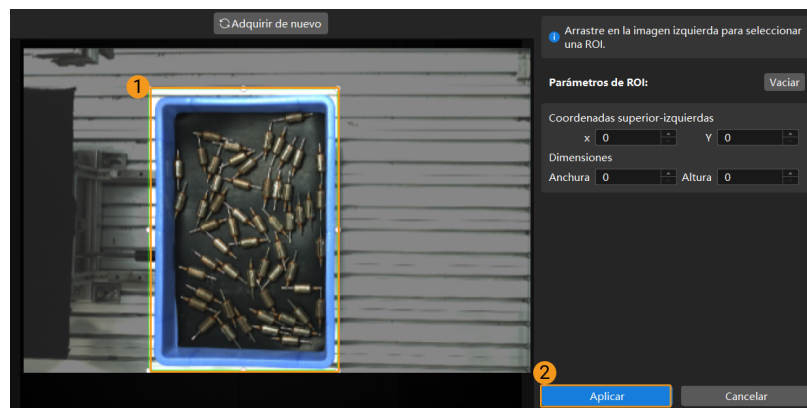 Adquirir de nuevo
Arrastre en la imagen izquierda para seleccionar
una ROI.
1
Parámetros de ROI:
Vaciar
Coordenadas superior-izquierdas
x 0 Y 0
Dimensiones
Anchura 0 Altura 0
2
Aplicar
Cancelar